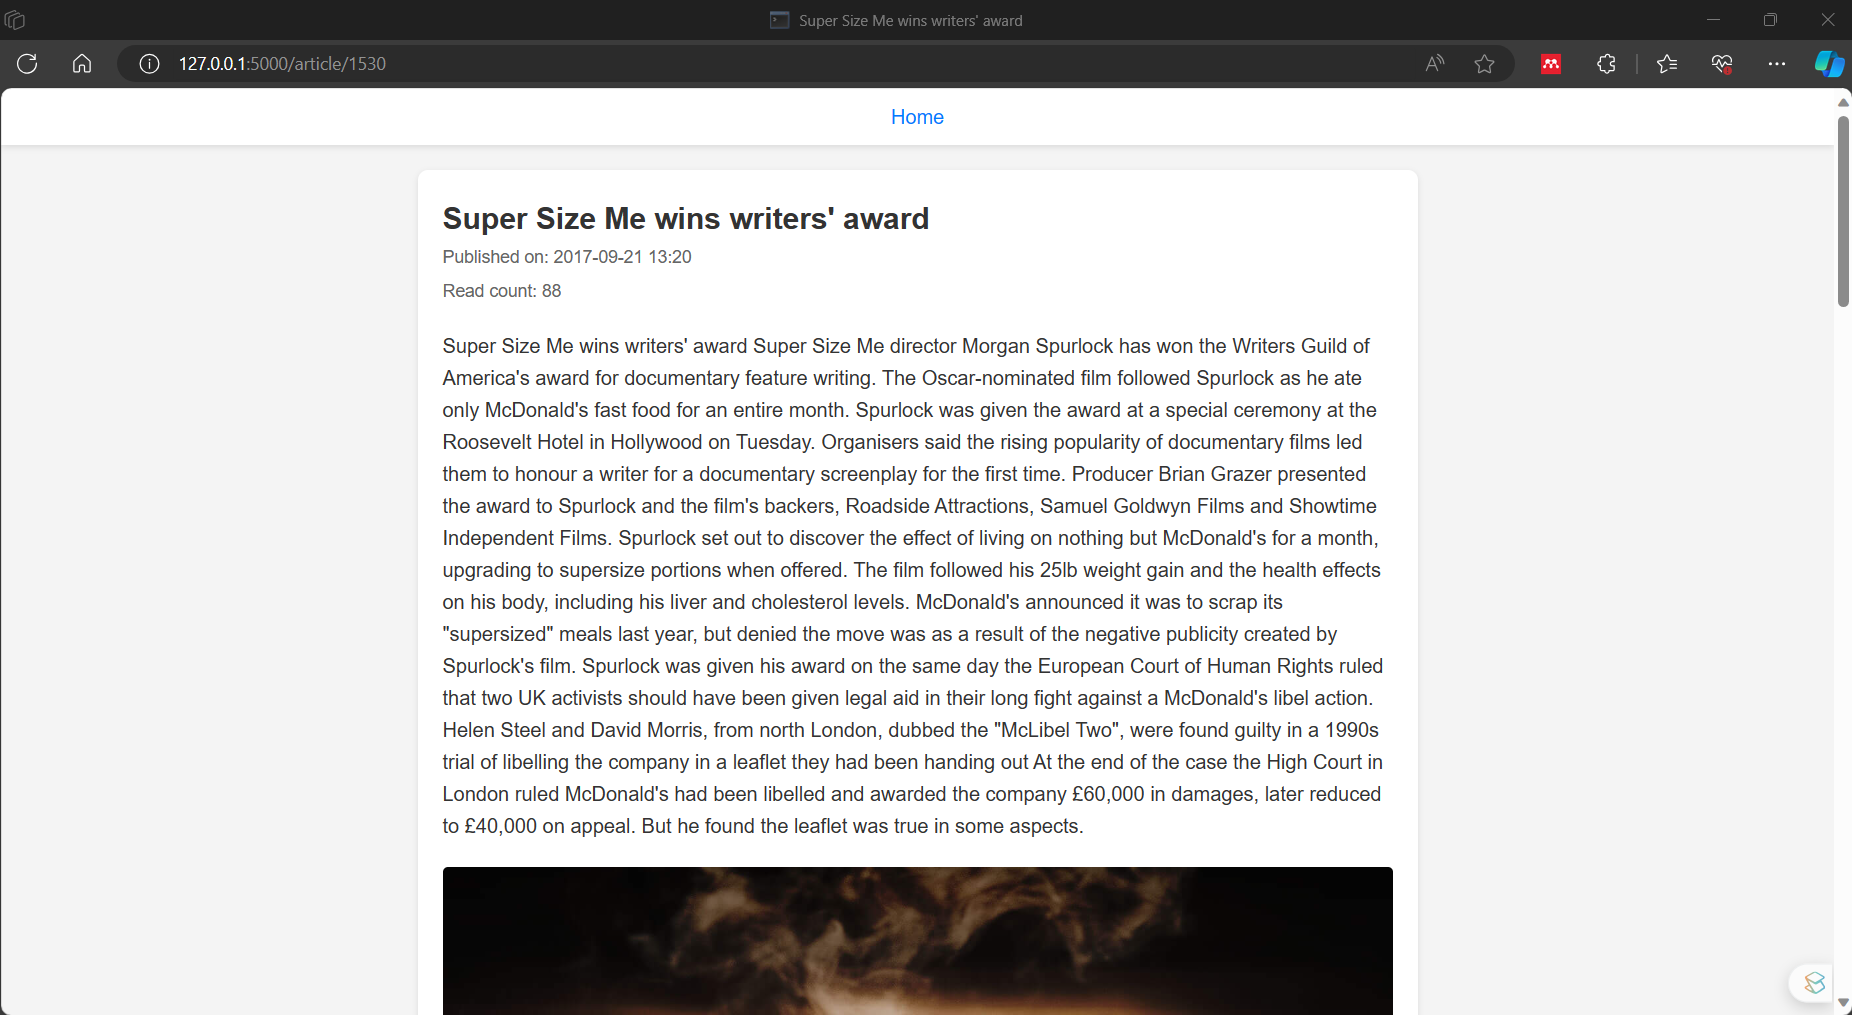 Super Size Me wins writers' award
127.0.0.1:5000/article/1530
Home
Super Size Me wins writers' award
Published on: 2017-09-21 13:20
Read count: 88
Super Size Me wins writers' award Super Size Me director Morgan Spurlock has won the Writers Guild of
America's award for documentary feature writing. The Oscar-nominated film followed Spurlock as he ate
only McDonald's fast food for an entire month. Spurlock was given the award at a special ceremony at the
Roosevelt Hotel in Hollywood on Tuesday. Organisers said the rising popularity of documentary films led
them to honour a writer for a documentary screenplay for the first time. Producer Brian Grazer presented
the award to Spurlock and the film's backers, Roadside Attractions, Samuel Goldwyn Films and Showtime
Independent Films. Spurlock set out to discover the effect of living on nothing but McDonald's for a month,
upgrading to supersize portions when offered. The film followed his 25lb weight gain and the health effects
on his body, including his liver and cholesterol levels. McDonald's announced it was to scrap its
"supersized" meals last year, but denied the move was as a result of the negative publicity created by
Spurlock's film. Spurlock was given his award on the same day the European Court of Human Rights ruled
that two UK activists should have been given legal aid in their long fight against a McDonald's libel action.
Helen Steel and David Morris, from north London, dubbed the "McLibel Two", were found guilty in a 1990s
trial of libelling the company in a leaflet they had been handing out At the end of the case the High Court in
London ruled McDonald's had been libelled and awarded the company £60,000 in damages, later reduced
to £40,000 on appeal. But he found the leaflet was true in some aspects.